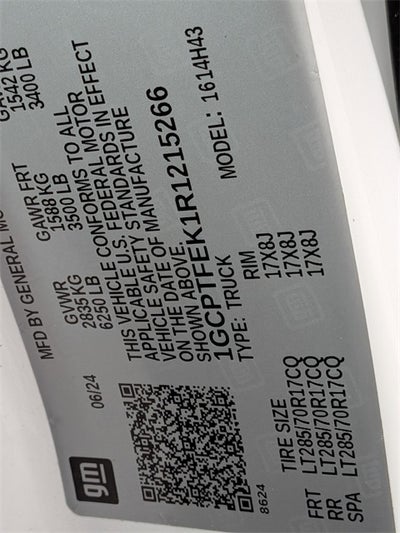 gm
06/24
MFD BY GENERAL MO
GVWR
2835 KG
6250 LB
GAWR FRT
1588 KG
3500 LB
GAW
1542 KG
3400 LB
THIS VEHICLE CONFORMS TO ALL
APPLICABLE U.S. FEDERAL MOTOR
VEHICLE SAFETY STANDARDS IN EFFECT
ON THE DATE OF MANUFACTURE
SHOWN ABOVE.
1GCPTFEK1R1215266
TYPE: TRUCK
MODEL: 1614H43
8624
TIRE SIZE
RIM
FRT LT285/70R17CQ 17X8J
RR LT285/70R17CQ 17X8J
SPA LT285/70R17CQ 17X8J